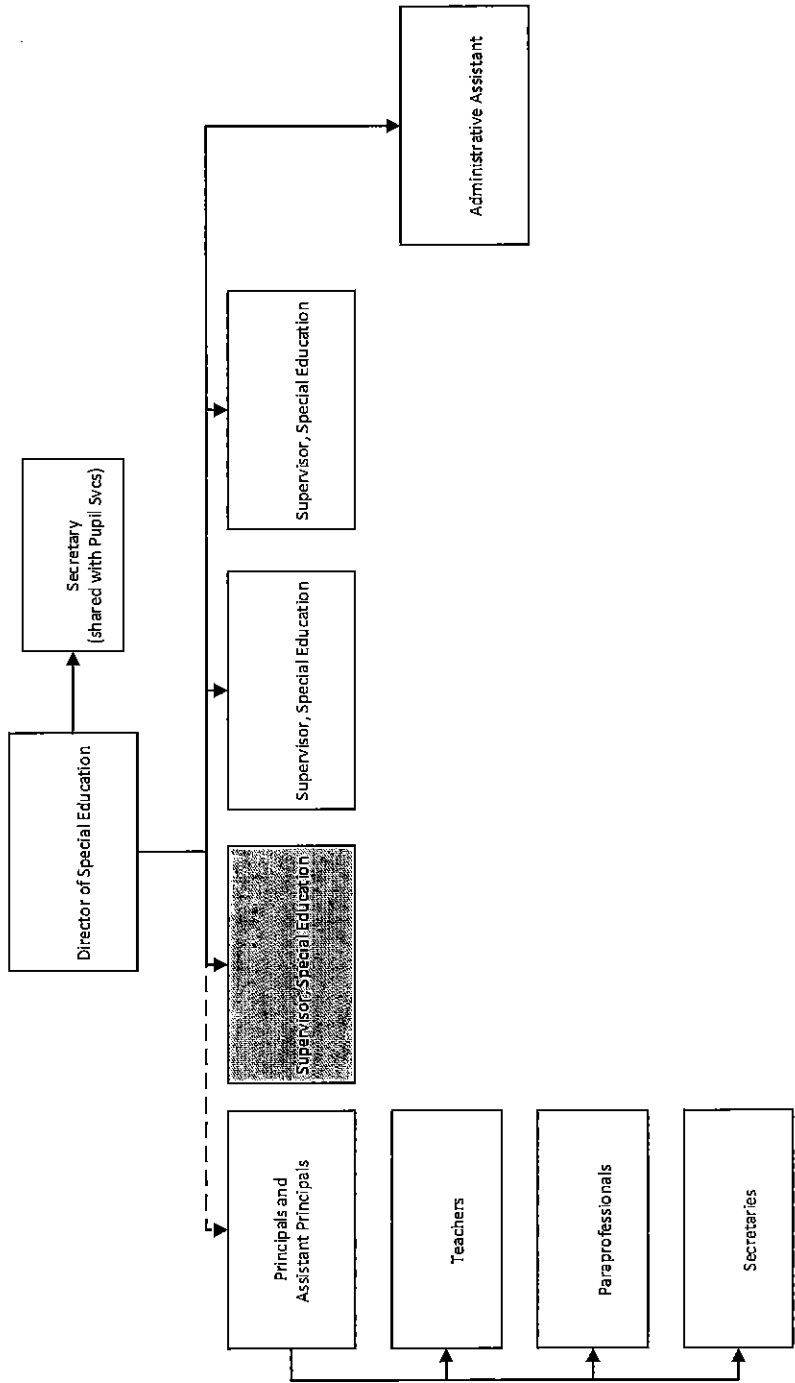 Director of Special Education
Secretary
(shared with Pupil Svcs)
Principals and
Assistant Principals
Supervisor, Special Education
Supervisor, Special Education
Supervisor, Special Education
Administrative Assistant
Teachers
Paraprofessionals
Secretaries